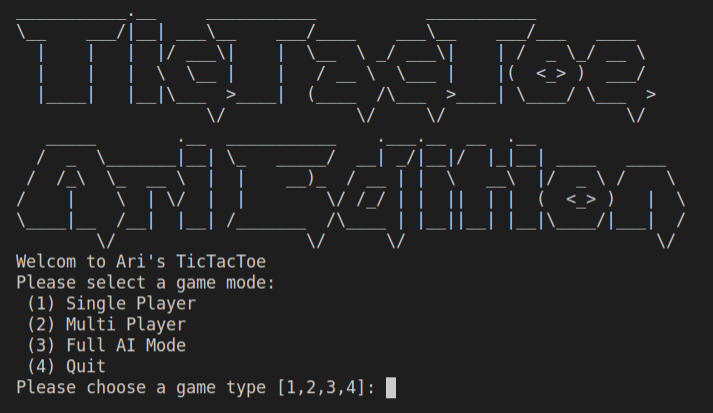 TicTacToe
Ari Edition
Welcom to Ari's TicTacToe
Please select a game mode:
(1) Single Player
(2) Multi Player
(3) Full AI Mode
(4) Quit
Please choose a game type [1,2,3,4]: